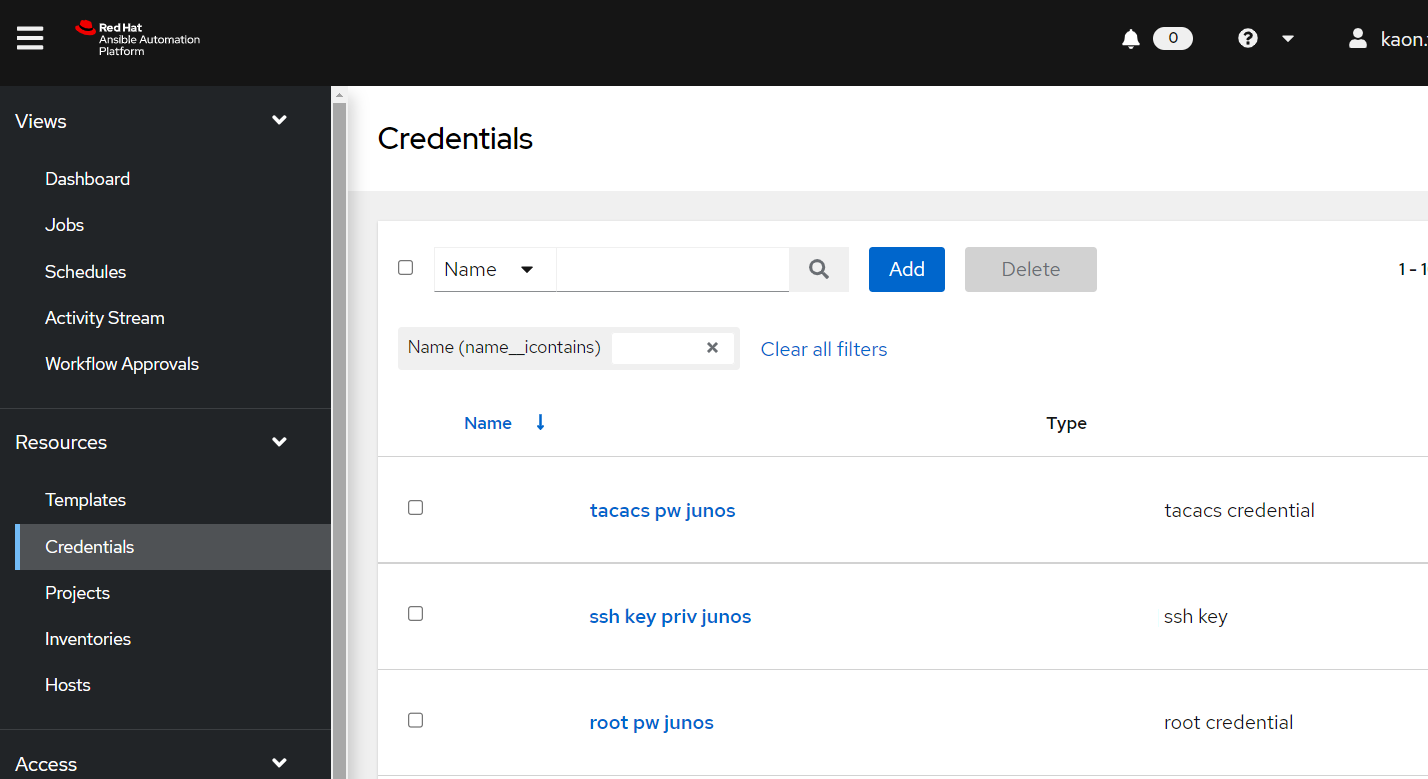 Red Hat
Ansible Automation
Platform
0
kaon.
Views
Dashboard
Jobs
Schedules
Activity Stream
Workflow Approvals
Resources
Templates
Credentials
Projects
Inventories
Hosts
Access
Credentials
Name
Add
Delete
1 - 1
Name (name__icontains)
Clear all filters
Name
Type
tacacs pw junos
tacacs credential
ssh key priv junos
ssh key
root pw junos
root credential